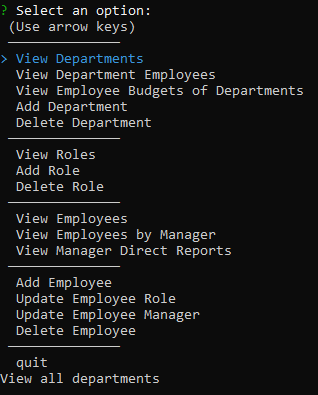 ? Select an option:
(Use arrow keys)
> View Departments
View Department Employees
View Employee Budgets of Departments
Add Department
Delete Department
View Roles
Add Role
Delete Role
View Employees
View Employees by Manager
View Manager Direct Reports
Add Employee
Update Employee Role
Update Employee Manager
Delete Employee
quit
View all departments